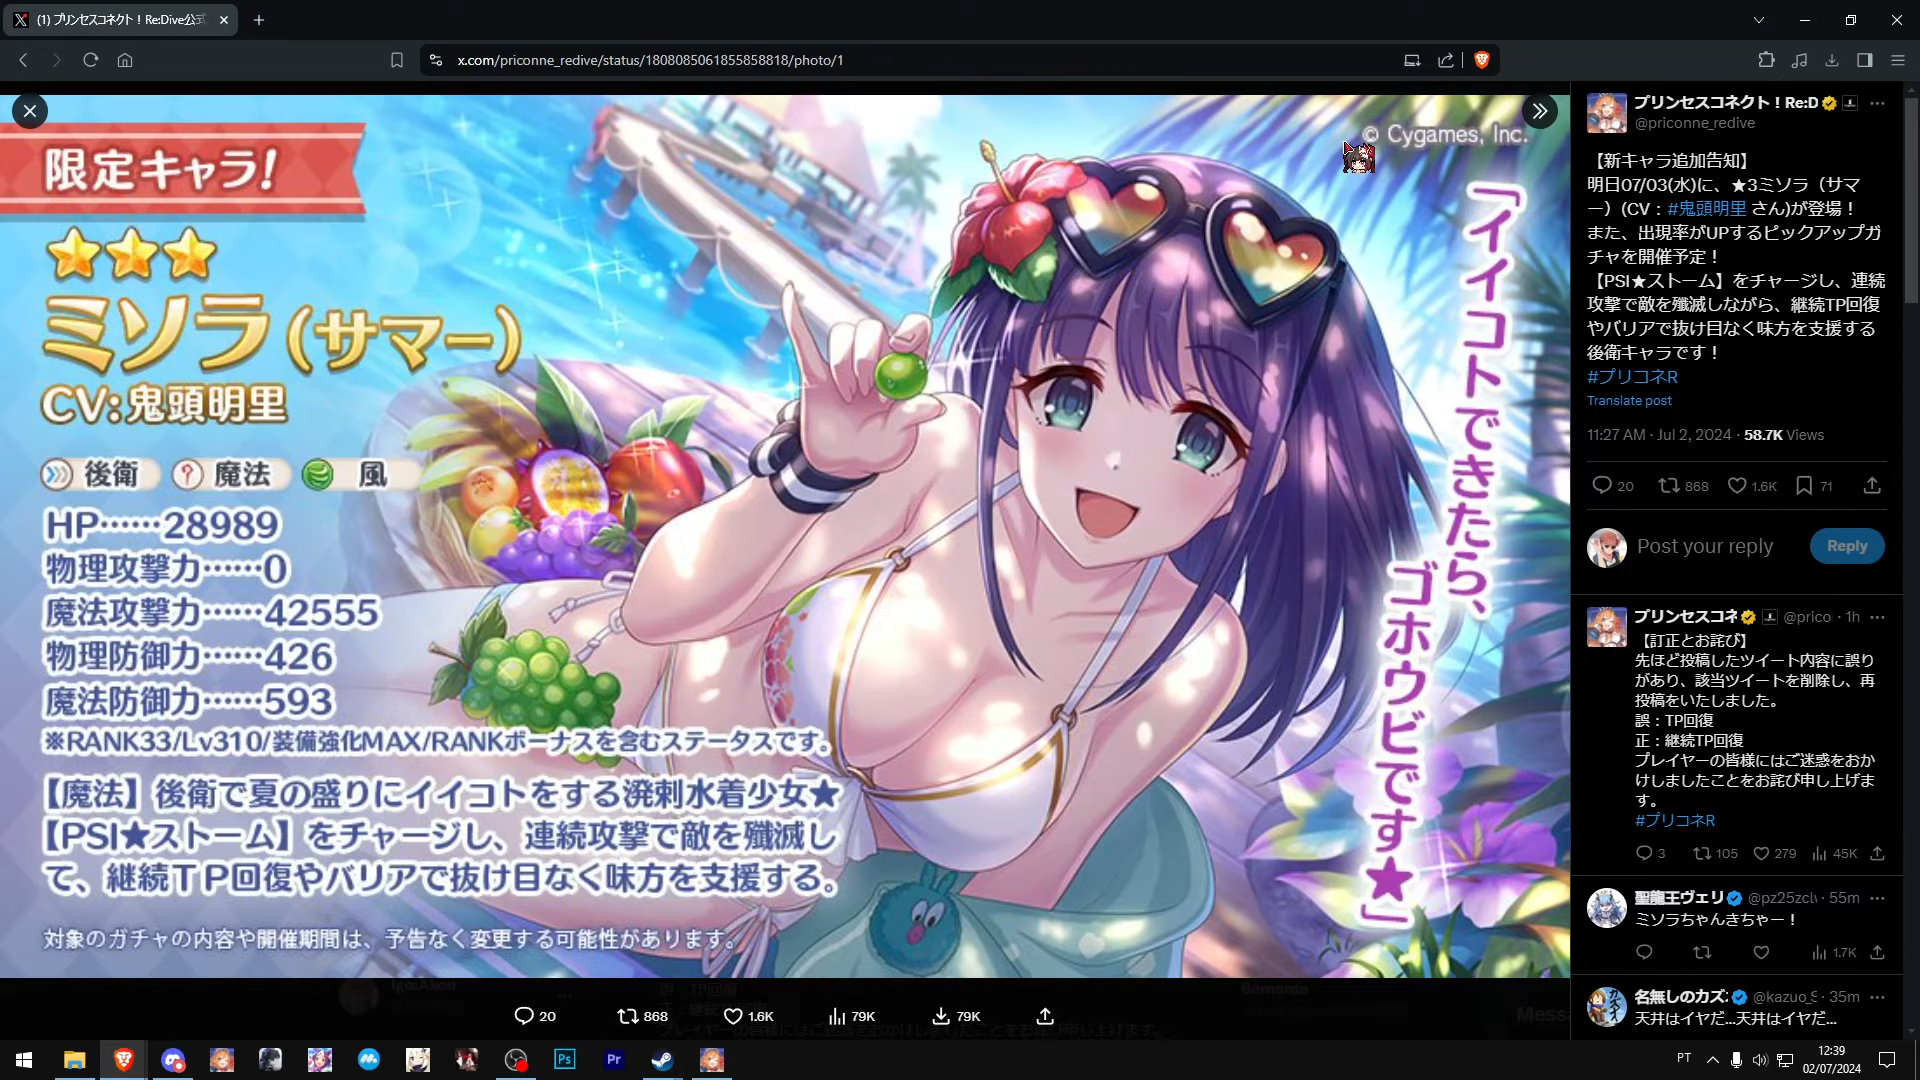 (1) プリンセスコネクト！Re:Dive公式
x.com/priconne_redive/status/1808085061855858818/photo/1
© Cygames, Inc.
限定キャラ!
ミソラ(サマー)
CV:鬼頭明里
後衛 魔法 風
HP……28989
物理攻撃力……0
魔法攻撃力……42555
物理防御力……426
魔法防御力……593
※RANK33/Lv310/装備強化MAX/RANKボーナスを含むステータスです。
【魔法】後衛で夏の盛りにイイコトをする溌剌水着少女★
【PSI★ストーム】をチャージし、連続攻撃で敵を殲滅し
て、継続TP回復やバリアで抜け目なく味方を支援する。
対象のガチャの内容や開催期間は、予告なく変更する可能性があります。
「イイコトできたら、
ゴホウビです★」
20 868 1.6K 79K 79K
プリンセスコネクト！Re:D
@priconne_redive
【新キャラ追加告知】
明日07/03(水)に、★3ミソラ（サマ
ー）(CV：#鬼頭明里 さん)が登場！
また、出現率がUPするピックアップガ
チャを開催予定！
【PSI★ストーム】をチャージし、連続
攻撃で敵を殲滅しながら、継続TP回復
やバリアで抜け目なく味方を支援する
後衛キャラです！
#プリコネR
Translate post
11:27 AM · Jul 2, 2024 · 58.7K Views
20 868 1.6K 71
Post your reply Reply
プリンセスコネ @prico · 1h
【訂正とお詫び】
先ほど投稿したツイート内容に誤り
があり、該当ツイートを削除し、再
投稿をいたしました。
誤：TP回復
正：継続TP回復
プレイヤーの皆様にはご迷惑をおか
けしましたことをお詫び申し上げま
す。
#プリコネR
3 105 279 45K
聖龍王ヴェリ @pz25zclv · 55m
ミソラちゃんきちゃー！
1.7K
名無しのカズ @kazuo_S · 35m
天井はイヤだ...天井はイヤだ...
Ps Pr
PT
12:39
02/07/2024